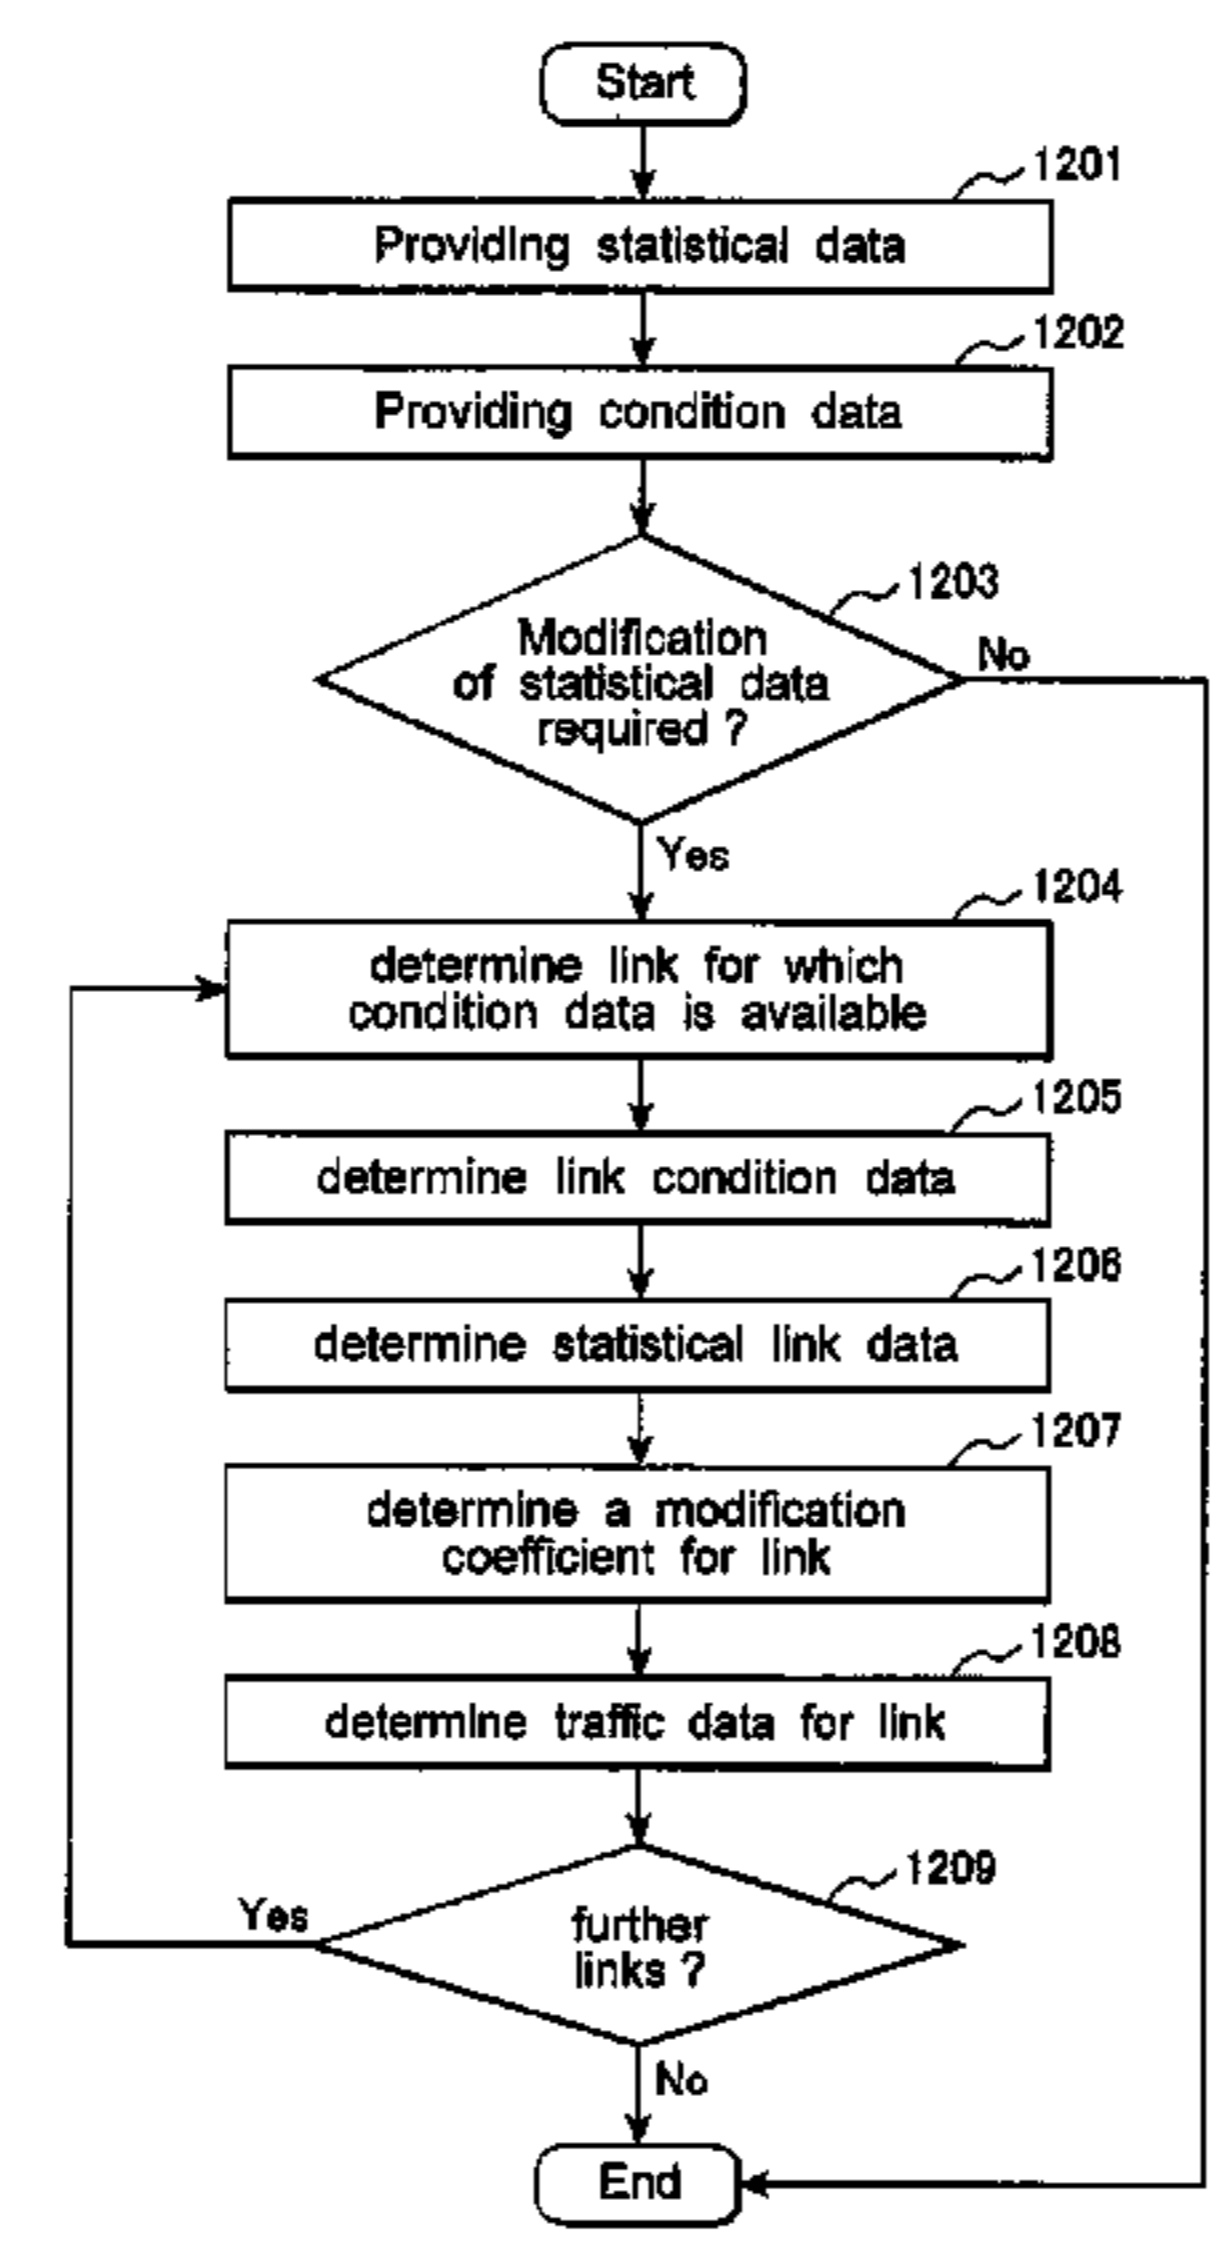 Start
1201
Providing statistical data
1202
Providing condition data
1203
Modification
of statistical data
required ?
No
Yes
1204
determine link for which
condition data is available
1205
determine link condition data
1206
determine statistical link data
1207
determine a modification
coefficient for link
1208
determine traffic data for link
1209
further
links ?
Yes
No
End